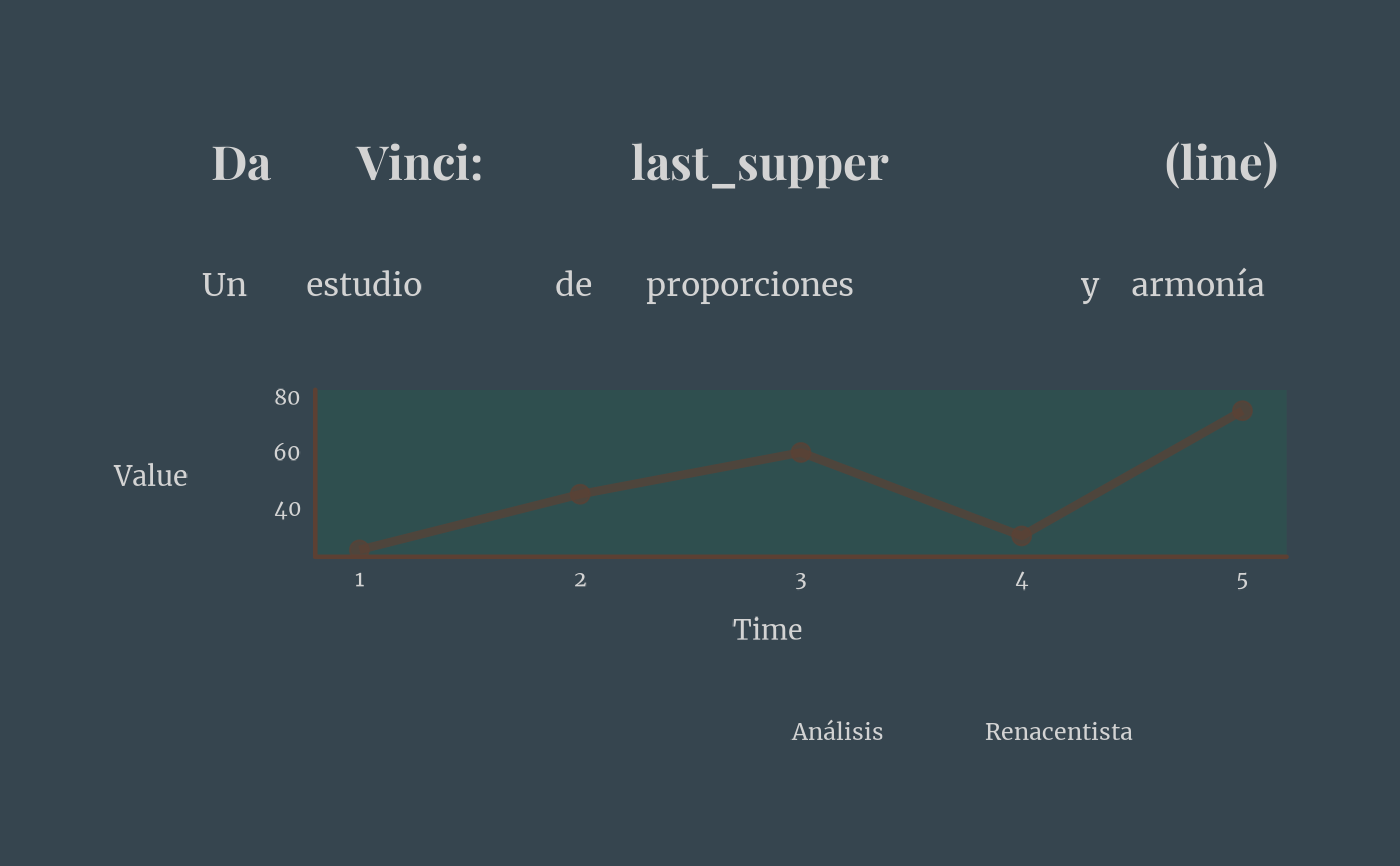 Da Vinci: last_supper (line)
Un estudio de proporciones y armonía
80
60
40
Value
1 2 3 4 5
Time
Análisis Renacentista